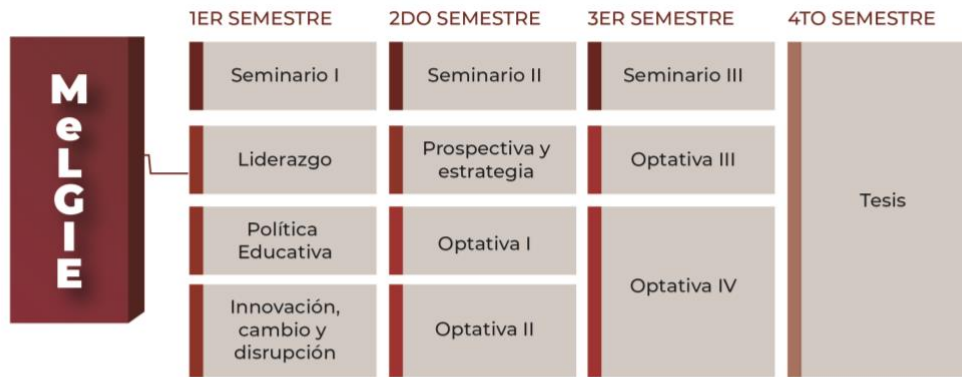 MeLGIE
1ER SEMESTRE
Seminario I
Liderazgo
Política
Educativa
Innovación,
cambio y
disrupción
2DO SEMESTRE
Seminario II
Prospectiva y
estrategia
Optativa I
Optativa II
3ER SEMESTRE
Seminario III
Optativa III
Optativa IV
4TO SEMESTRE
Tesis